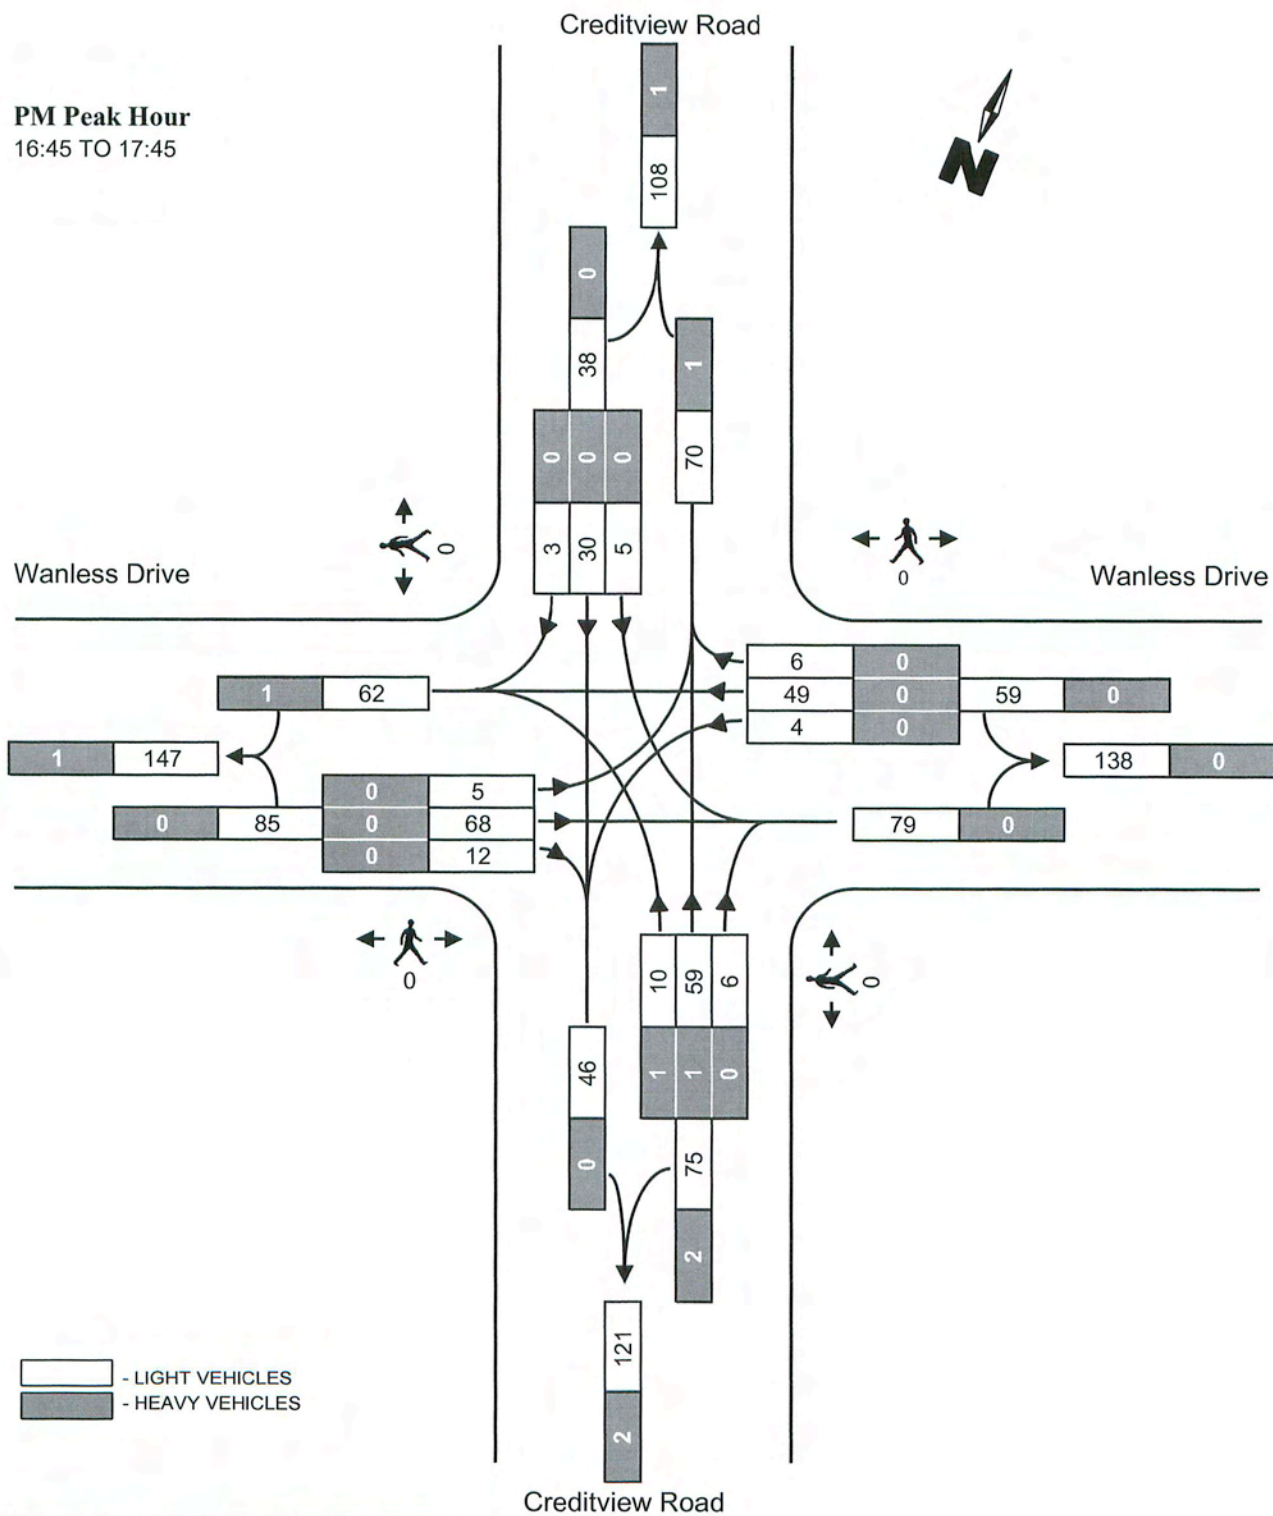 Creditview Road
PM Peak Hour
16:45 TO 17:45
N
1
108
0
38
1
70
0 0 0
3 30 5
0
0
Wanless Drive
Wanless Drive
6 0
49 0 59 0
4 0
1 62
1 147
138 0
0 5
0 85 0 68
0 12
79 0
0
0
10 59 6
1 1 0
46
0
75
2
121
2
- LIGHT VEHICLES
- HEAVY VEHICLES
Creditview Road